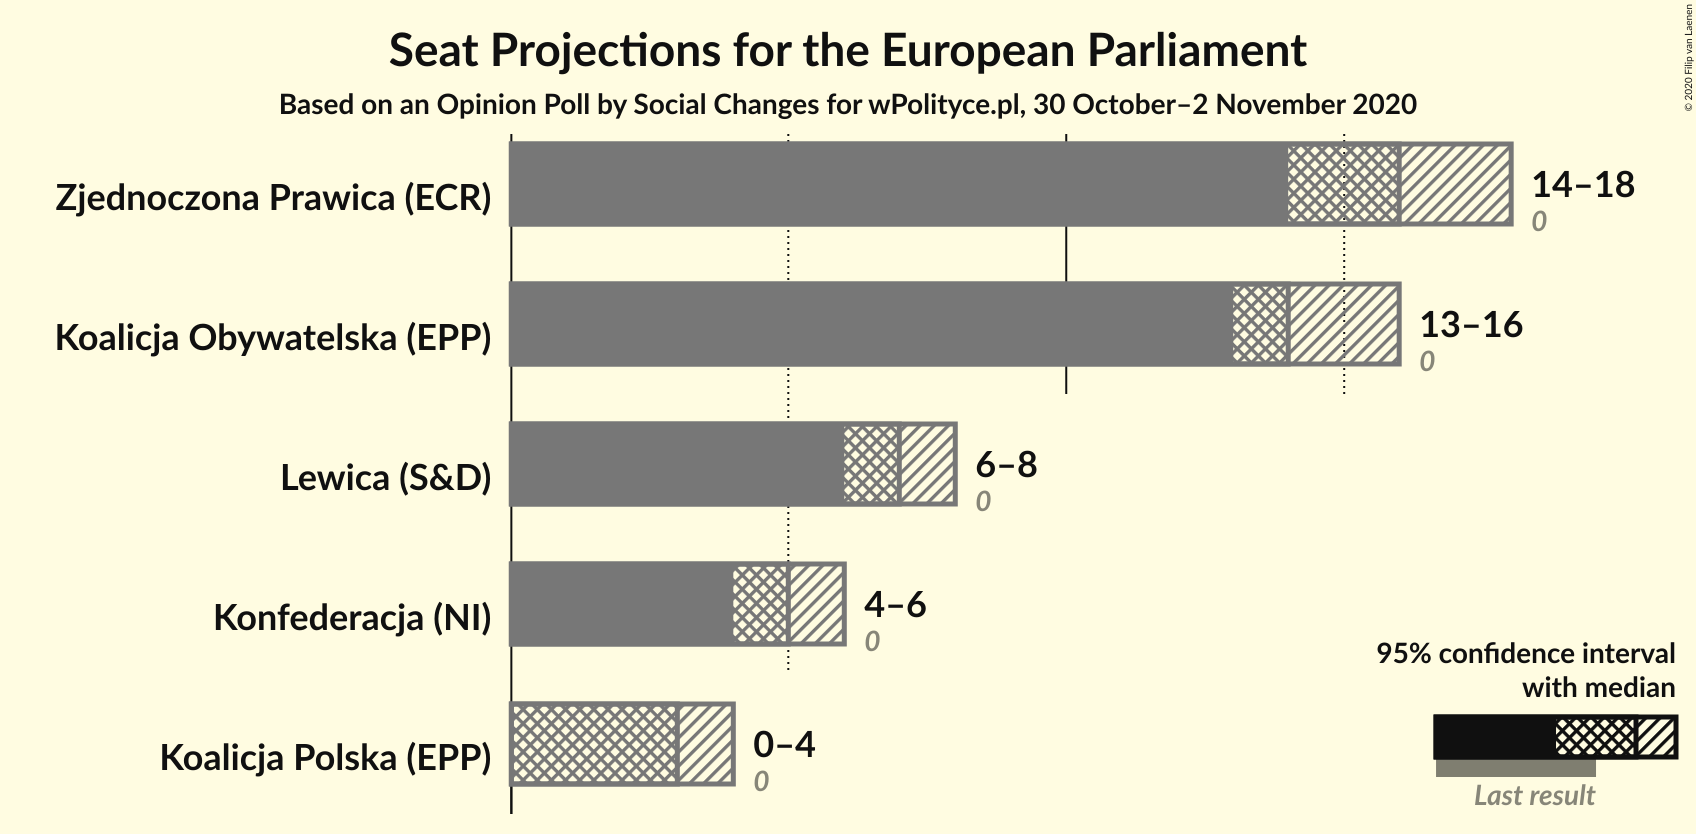 Seat Projections for the European Parliament
Based on an Opinion Poll by Social Changes for wPolityce.pl, 30 October–2 November 2020
© 2020 Filip van Laenen
Zjednoczona Prawica (ECR)
14–18
0
Koalicja Obywatelska (EPP)
13–16
0
Lewica (S&D)
6–8
0
Konfederacja (NI)
4–6
0
Koalicja Polska (EPP)
0–4
0
95% confidence interval
with median
Last result